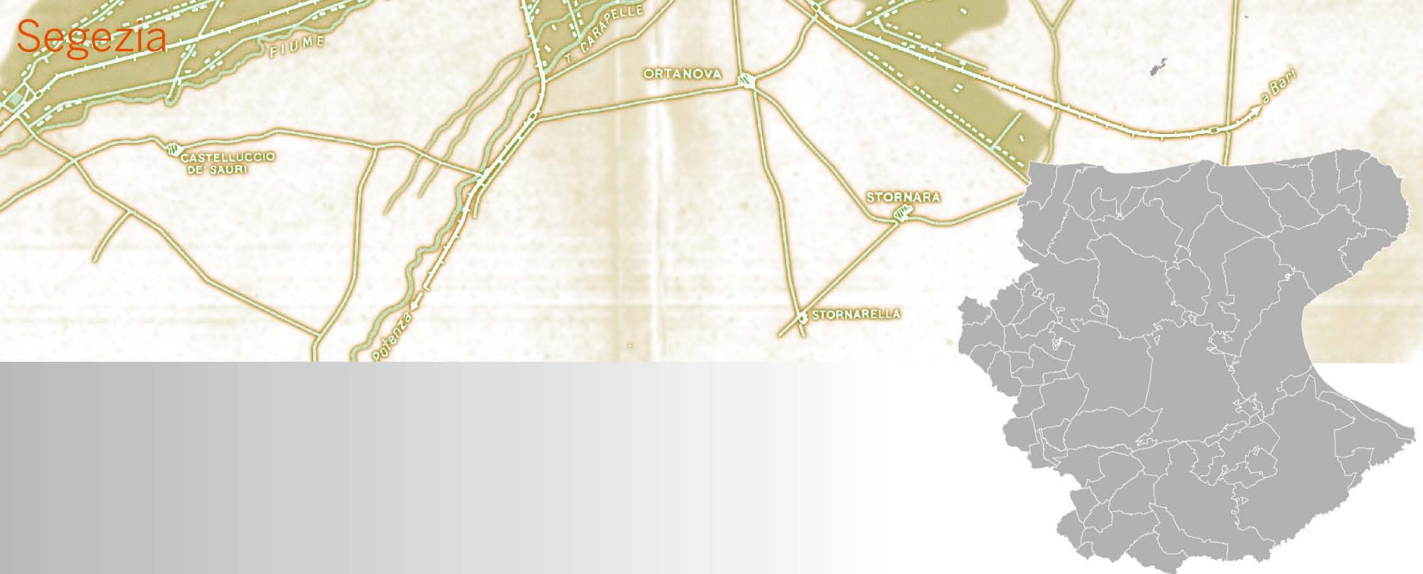 Segezia
FIUME
T. CARAPELLE
ORTANOVA
a Bari
CASTELLUCCIO
DE' SAURI
STORNARA
STORNARELLA
Potenza